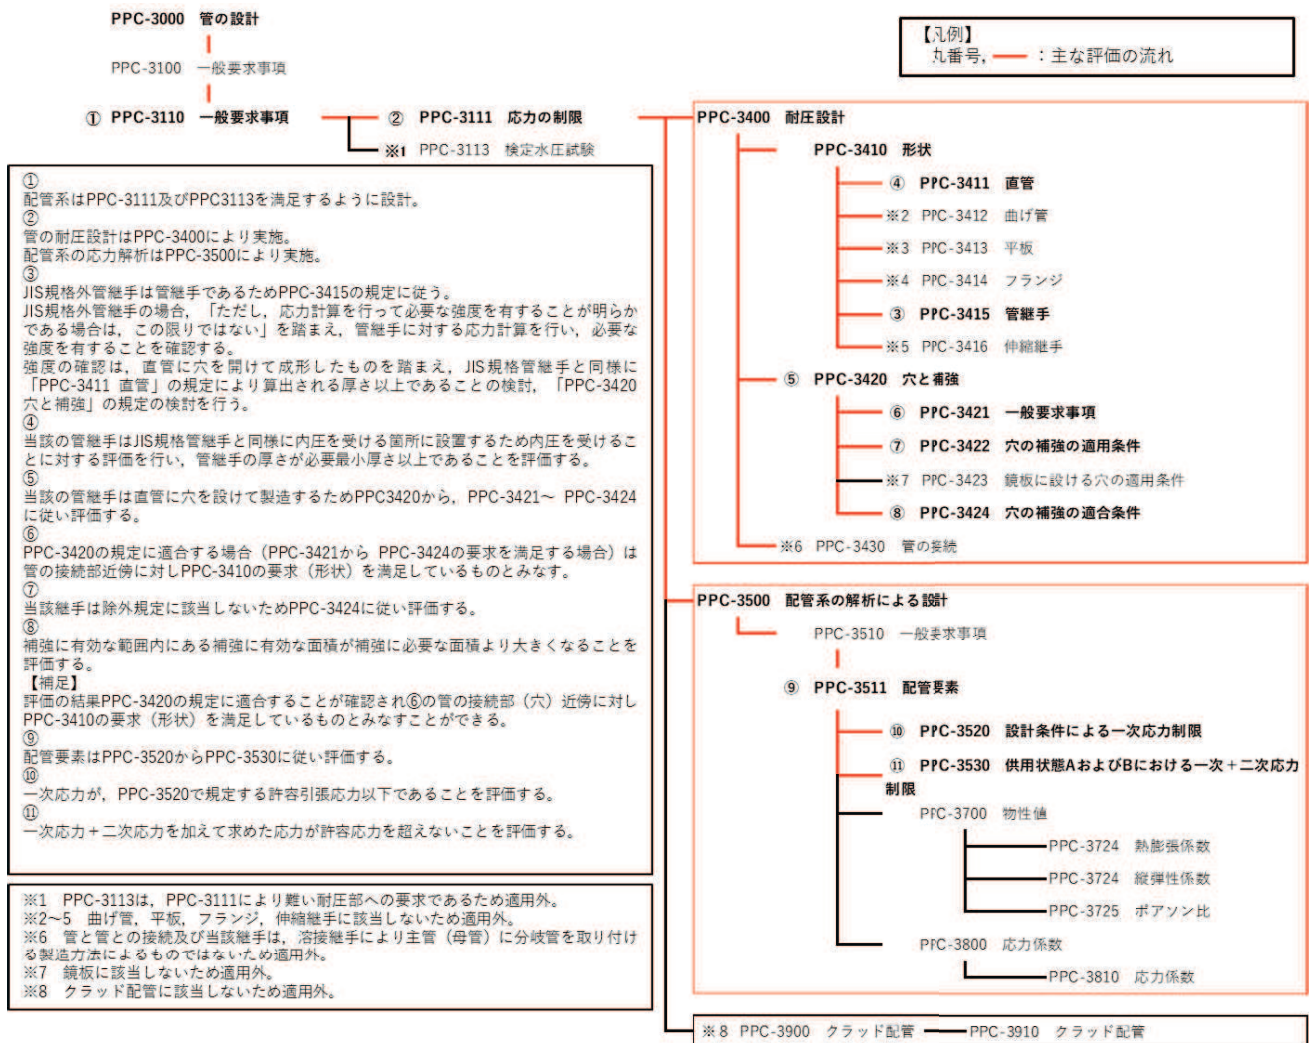 PPC-3000 管の設計
PPC-3100 一般要求事項
① PPC-3110 一般要求事項
② PPC-3111 応力の制限
※1 PPC-3113 検定水圧試験
【凡例】
丸番号, ：主な評価の流れ
①
配管系はPPC-3111及びPPC3113を満足するように設計。
②
管の耐圧設計はPPC-3400により実施。
配管系の応力解析はPPC-3500により実施。
③
JIS規格外管継手は管継手であるためPPC-3415の規定に従う。
JIS規格外管継手の場合，「ただし，応力計算を行って必要な強度を有することが明らか
である場合は，この限りではない」を踏まえ，管継手に対する応力計算を行い，必要な
強度を有することを確認する。
強度の確認は，直管に穴を開けて成形したものを踏まえ，JIS規格管継手と同様に
「PPC-3411 直管」の規定により算出される厚さ以上であることの検討，「PPC-3420
穴と補強」の規定の検討を行う。
④
当該の管継手はJIS規格管継手と同様に内圧を受ける箇所に設置するため内圧を受けるこ
とに対する評価を行い，管継手の厚さが必要最小厚さ以上であることを評価する。
⑤
当該の管継手は直管に穴を設けて製造するためPPC3420から，PPC-3421～ PPC-3424
に従い評価する。
⑥
PPC-3420の規定に適合する場合（PPC-3421から PPC-3424の要求を満足する場合）は
管の接続部近傍に対しPPC-3410の要求（形状）を満足しているものとみなす。
⑦
当該継手は除外規定に該当しないためPPC-3424に従い評価する。
⑧
補強に有効な範囲内にある補強に有効な面積が補強に必要な面積より大きくなることを
評価する。
【補足】
評価の結果PPC-3420の規定に適合することが確認され⑥の管の接続部（穴）近傍に対し
PPC-3410の要求（形状）を満足しているものとみなすことができる。
⑨
配管要素はPPC-3520からPPC-3530に従い評価する。
⑩
一次応力が，PPC-3520で規定する許容引張応力以下であることを評価する。
⑪
一次応力＋二次応力を加えて求めた応力が許容応力を超えないことを評価する。
※1 PPC-3113は，PPC-3111により難い耐圧部への要求であるため適用外。
※2~5 曲げ管，平板，フランジ，伸縮継手に該当しないため適用外。
※6 管と管との接続及び当該継手は，溶接継手により主管（母管）に分岐管を取り付け
る製造方法によるものではないため適用外。
※7 鏡板に該当しないため適用外。
※8 クラッド配管に該当しないため適用外。
PPC-3400 耐圧設計
PPC-3410 形状
④ PPC-3411 直管
※2 PPC-3412 曲げ管
※3 PPC-3413 平板
※4 PPC-3414 フランジ
③ PPC-3415 管継手
※5 PPC-3416 伸縮継手
⑤ PPC-3420 穴と補強
⑥ PPC-3421 一般要求事項
⑦ PPC-3422 穴の補強の適用条件
※7 PPC-3423 鏡板に設ける穴の適用条件
⑧ PPC-3424 穴の補強の適合条件
※6 PPC-3430 管の接続
PPC-3500 配管系の解析による設計
PPC-3510 一般要求事項
⑨ PPC-3511 配管要素
⑩ PPC-3520 設計条件による一次応力制限
⑪ PPC-3530 供用状態AおよびBにおける一次＋二次応力
制限
PPC-3700 物性値
PPC-3724 熱膨張係数
PPC-3724 縦弾性係数
PPC-3725 ポアソン比
PPC-3800 応力係数
PPC-3810 応力係数
※8 PPC-3900 クラッド配管
PPC-3910 クラッド配管